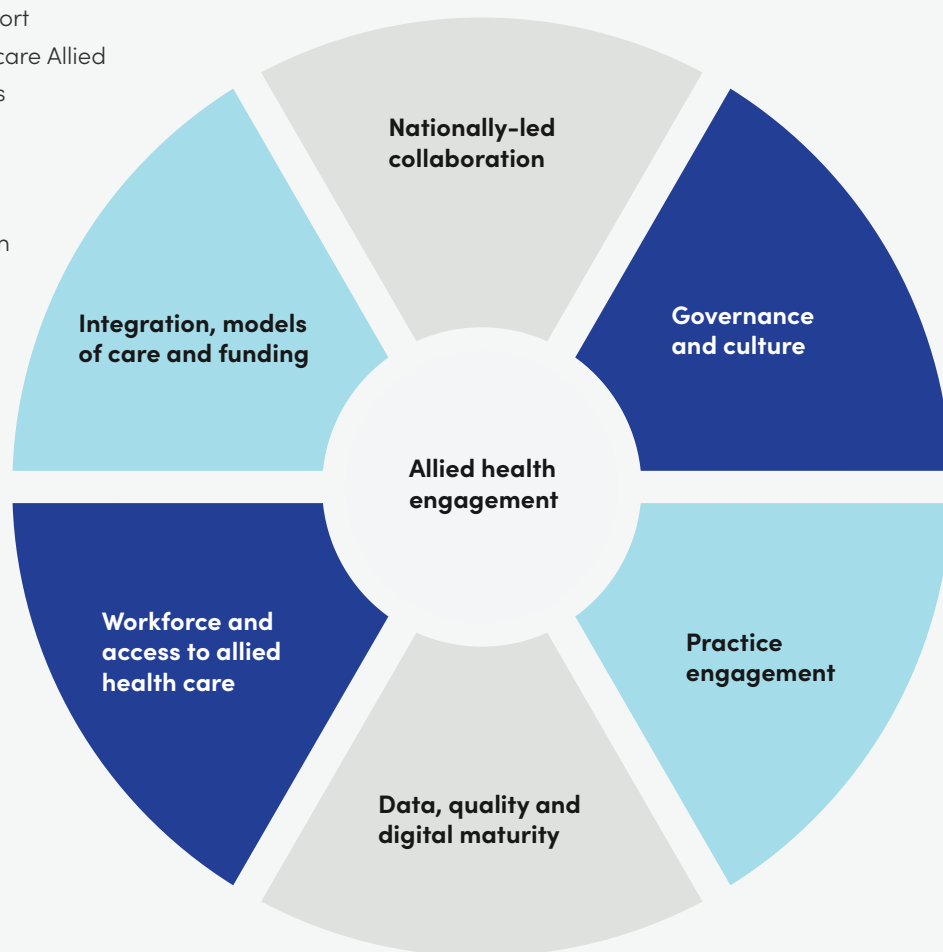 care Allied
Nationally-led
collaboration
Governance
and culture
Integration, models
of care and funding
Allied health
engagement
Workforce and
access to allied
health care
Practice
engagement
Data, quality and
digital maturity